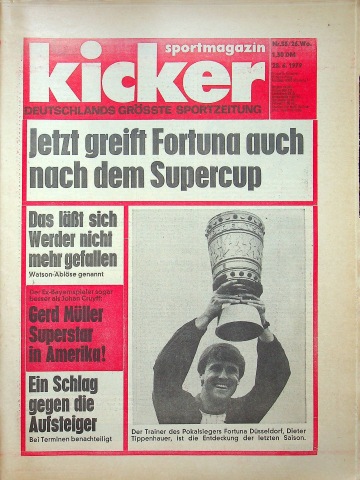 sportmagazin
kicker
DEUTSCHLANDS GRÖSSTE SPORTZEITUNG
26. Wo.
1979
Jetzt greift Fortuna auch
nach dem Supercup
Das läßt sich
Werder nicht
mehr gefallen
Watson-Ablöse genannt
Der Ex-Bayernspieler sogar
besser als Johan Cruyff:
Gerd Müller
Superstar
in Amerika!
Ein Schlag
gegen die
Aufsteiger
Bei Terminen benachteiligt
Der Trainer des Pokalsiegers Fortuna Düsseldorf, Dieter
Tippenhauer, ist die Entdeckung der letzten Saison.